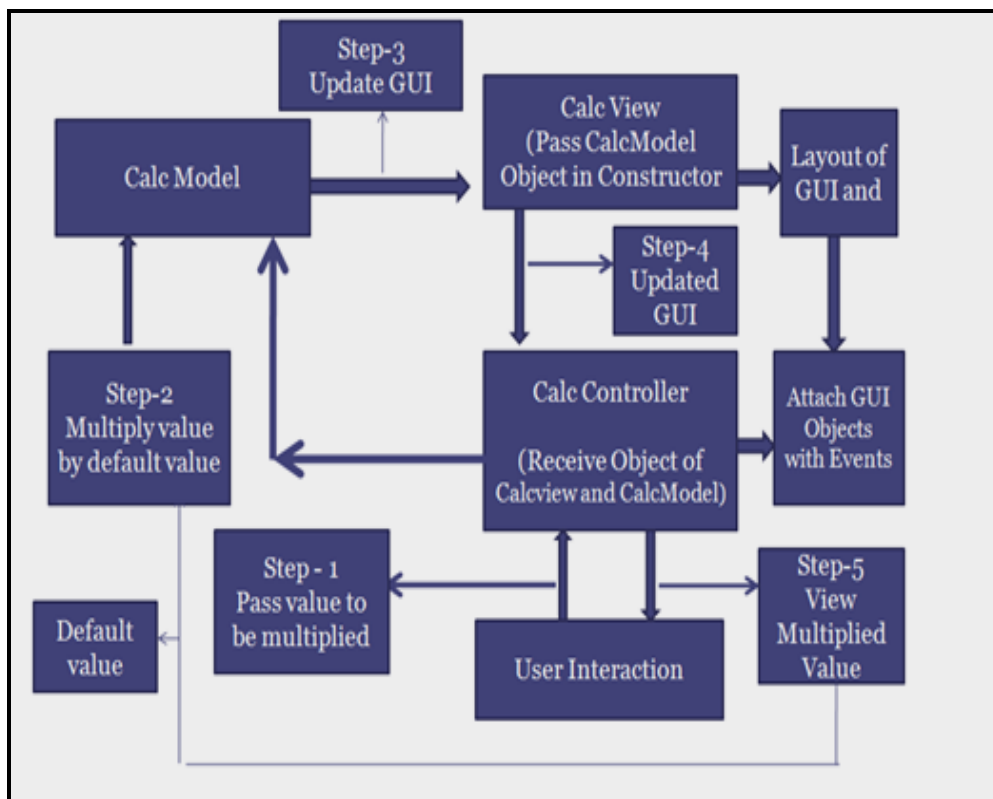 Step-3
Update GUI
Calc View
(Pass CalcModel
Object in Constructor
Layout of
GUI and
Calc Model
Step-4
Updated
GUI
Step-2
Multiply value
by default value
Calc Controller
(Receive Object of
Calcview and CalcModel)
Attach GUI
Objects
with Events
Step - 1
Pass value to
be multiplied
Step-5
View
Multiplied
Value
Default
value
User Interaction